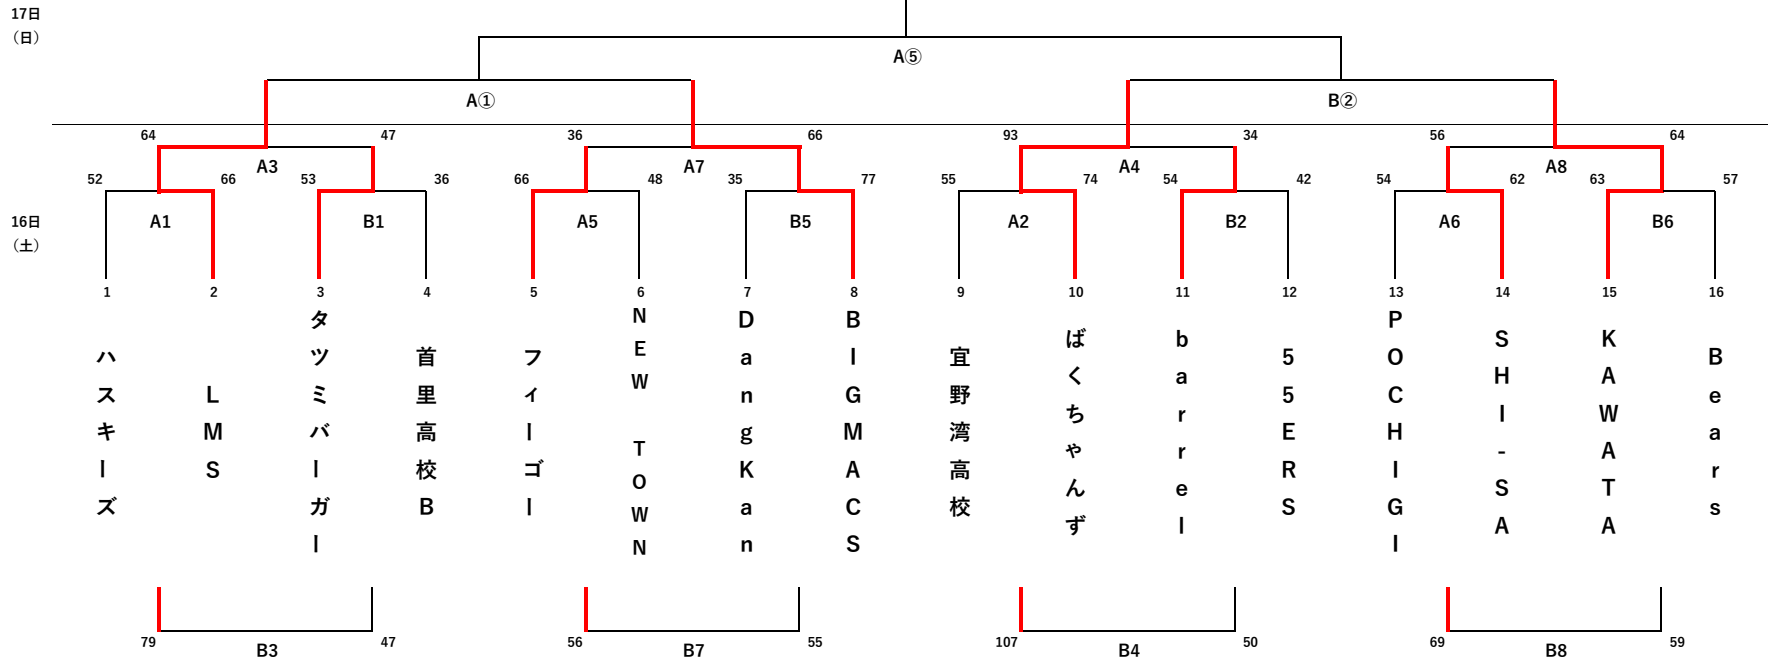 17日
（日）
A⑤
A① B②
64 47 36 66 93 34 56 64
A3 A7 A4 A8
52 66 53 36 66 48 35 77 55 74 54 42 54 62 63 57
16日
（土）
A1 B1 A5 B5 A2 B2 A6 B6
1 2 3 4 5 6 7 8 9 10 11 12 13 14 15 16
ハスキーズ
LMS
タツミバーガー
首里高校B
フィーゴー
NEW TOWN
DangKan
BIGMACS
宜野湾高校
ばくちゃんず
barrel
55ERS
POCHIGI
SHI-SA
KAWATA
Bears
79 47 56 55 107 50 69 59
B3 B7 B4 B8